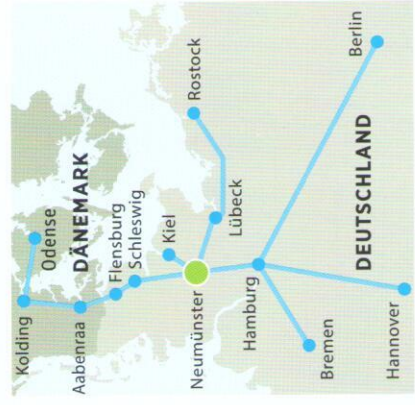 Kolding
Odense
DÄNEMARK
Aabenraa
Flensburg
Schleswig
Kiel
Rostock
Neumünster
Lübeck
Hamburg
Berlin
Bremen
DEUTSCHLAND
Hannover